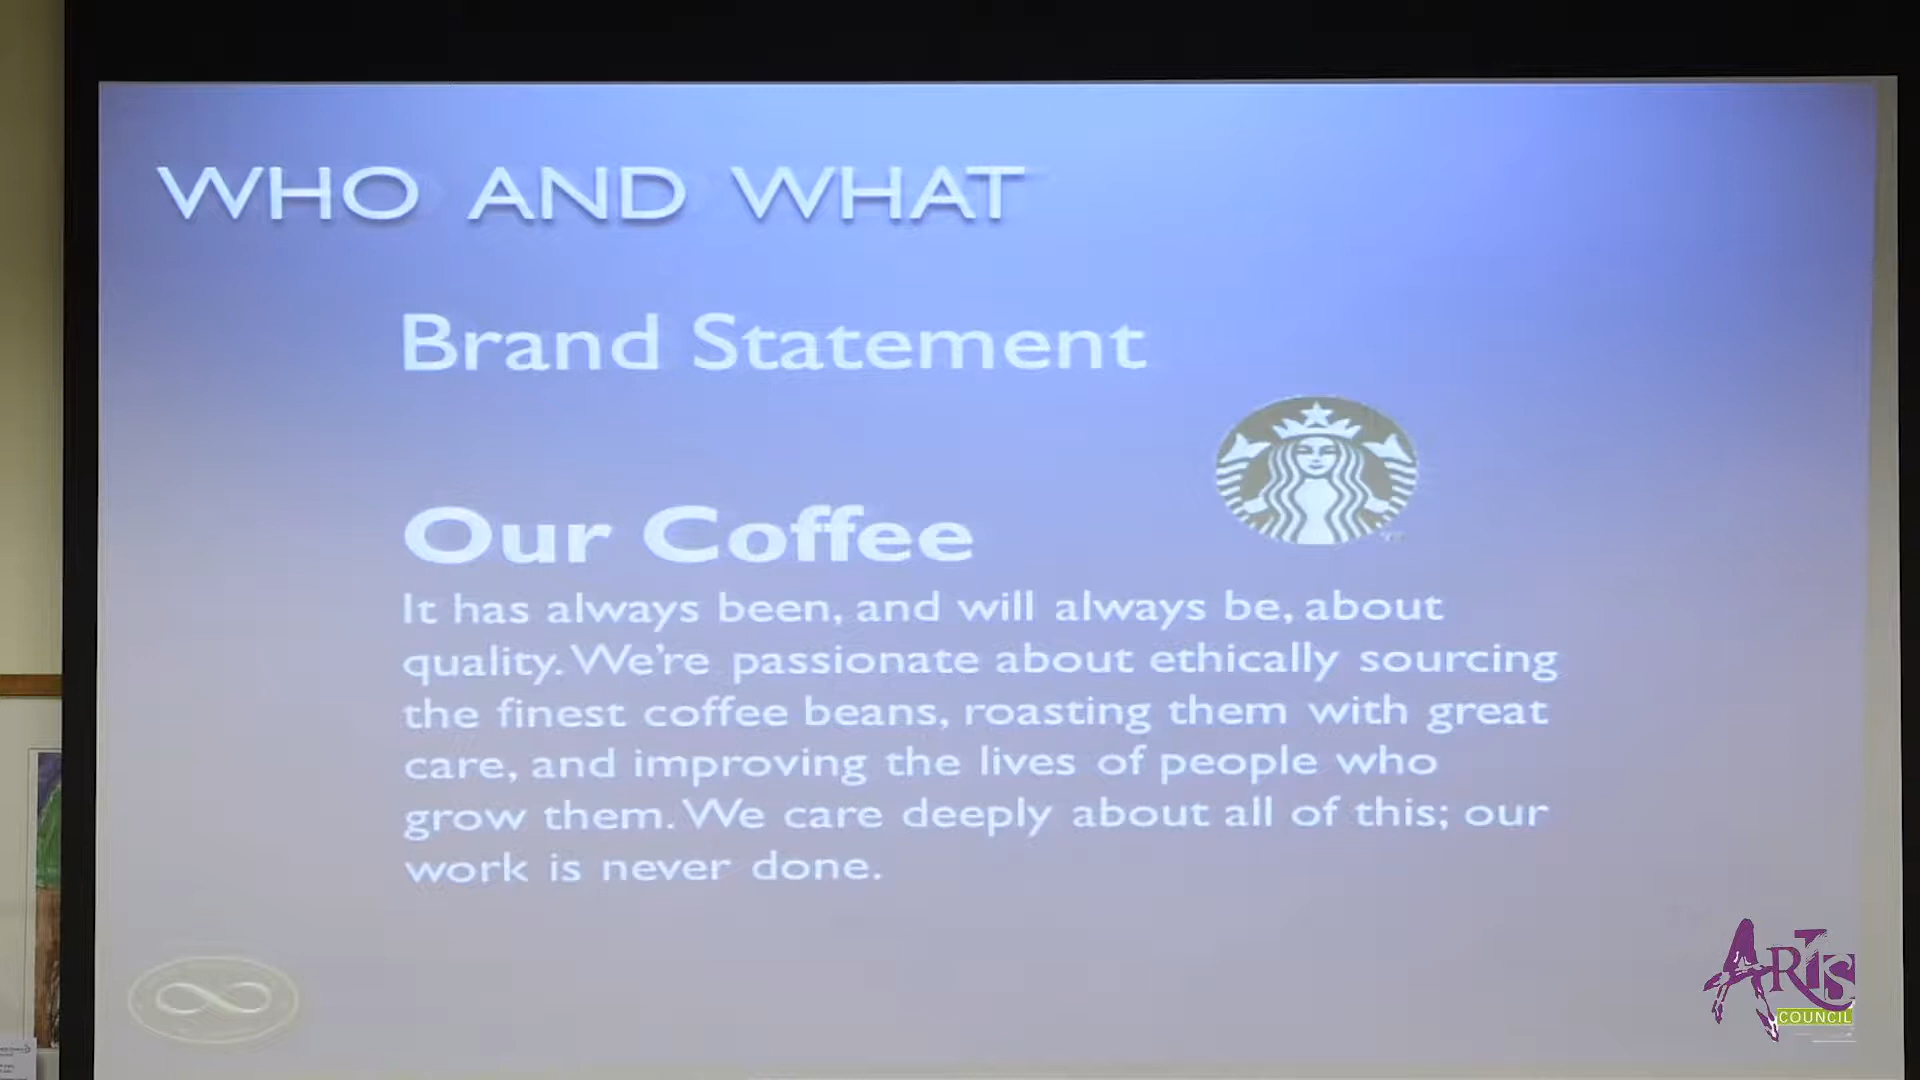 WHO AND WHAT
Brand Statement
Our Coffee
It has always been, and will always be, about
quality. We're passionate about ethically sourcing
the finest coffee beans, roasting them with great
care, and improving the lives of people who
grow them. We care deeply about all of this; our
work is never done.
ARTS
COUNCIL